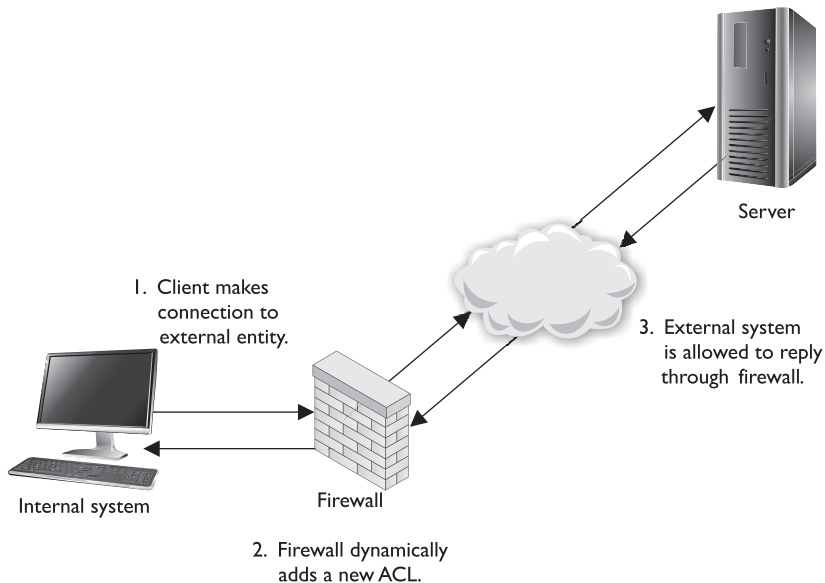 Server
1. Client makes
connection to
external entity.
3. External system
is allowed to reply
through firewall.
Internal system
Firewall
2. Firewall dynamically
adds a new ACL.